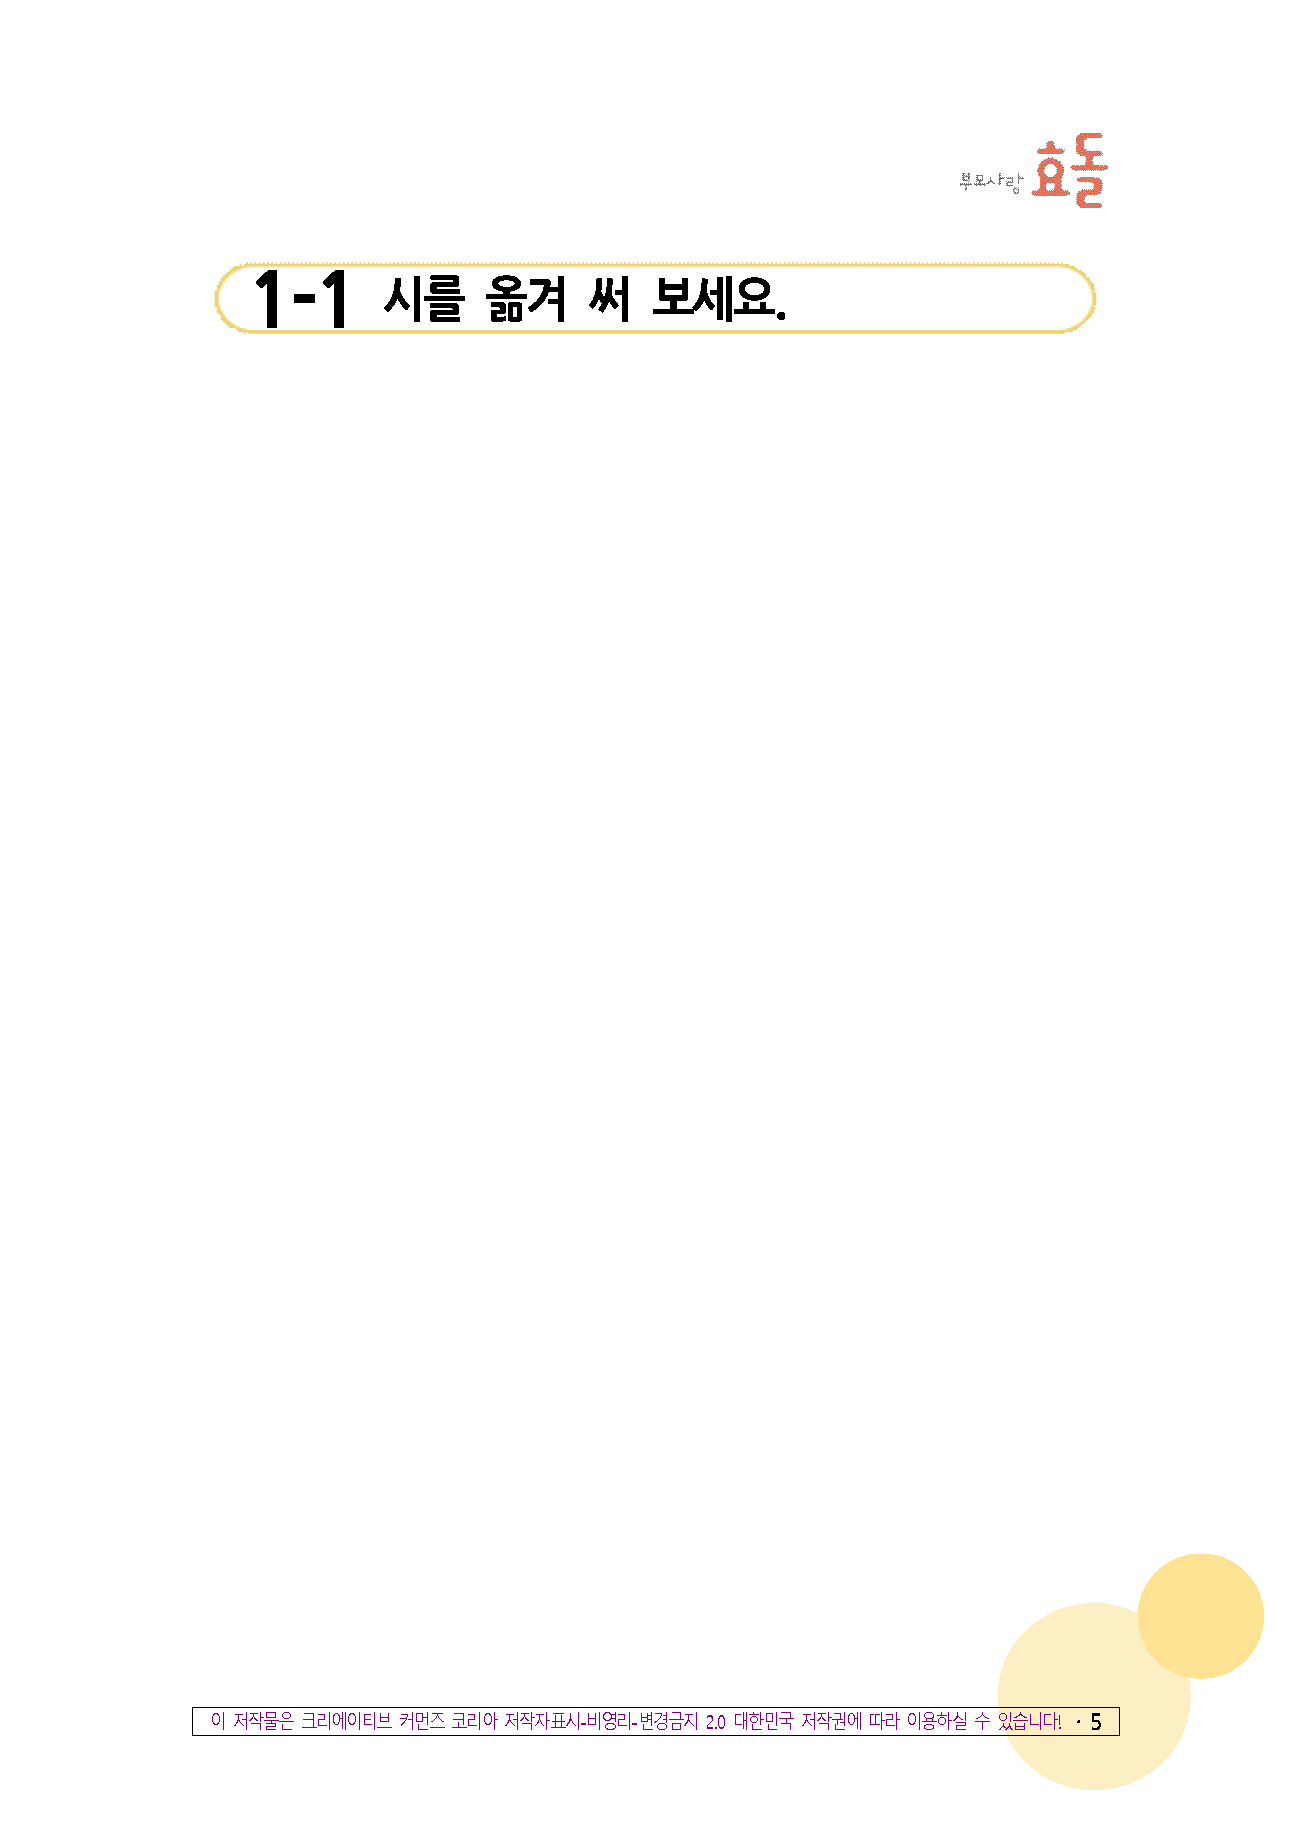 부모사랑 효돌
1-1 시를 옮겨 써 보세요.
이 저작물은 크리에이티브 커먼즈 코리아 저작자표시-비영리-변경금지 2.0 대한민국 저작권에 따라 이용하실 수 있습니다! · 5